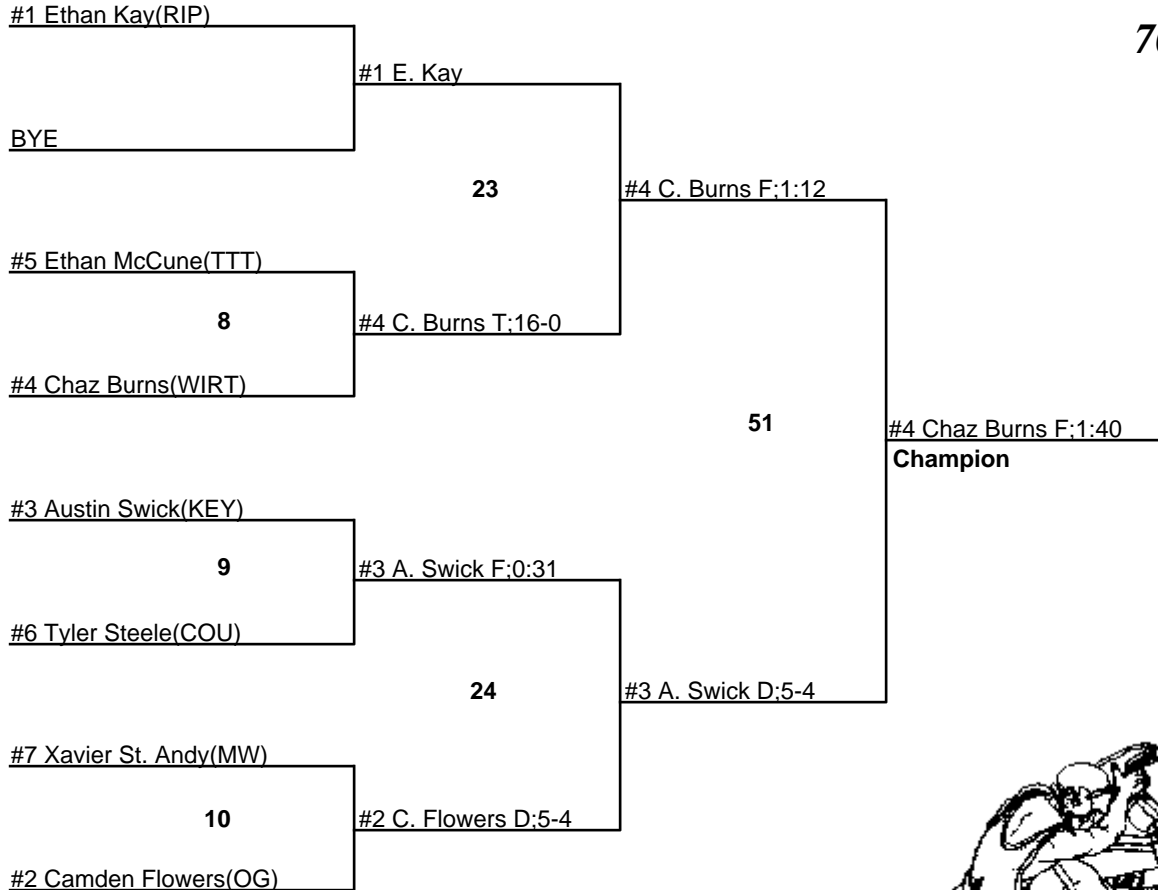 #1 Ethan Kay(RIP)
#1 E. Kay
BYE
23
#4 C. Burns F;1:12
#5 Ethan McCune(TTT)
8
#4 C. Burns T;16-0
#4 Chaz Burns(WIRT)
51
#4 Chaz Burns F;1:40
Champion
#3 Austin Swick(KEY)
9
#3 A. Swick F;0:31
#6 Tyler Steele(COU)
24
#3 A. Swick D;5-4
#7 Xavier St. Andy(MW)
10
#2 C. Flowers D;5-4
#2 Camden Flowers(OG)